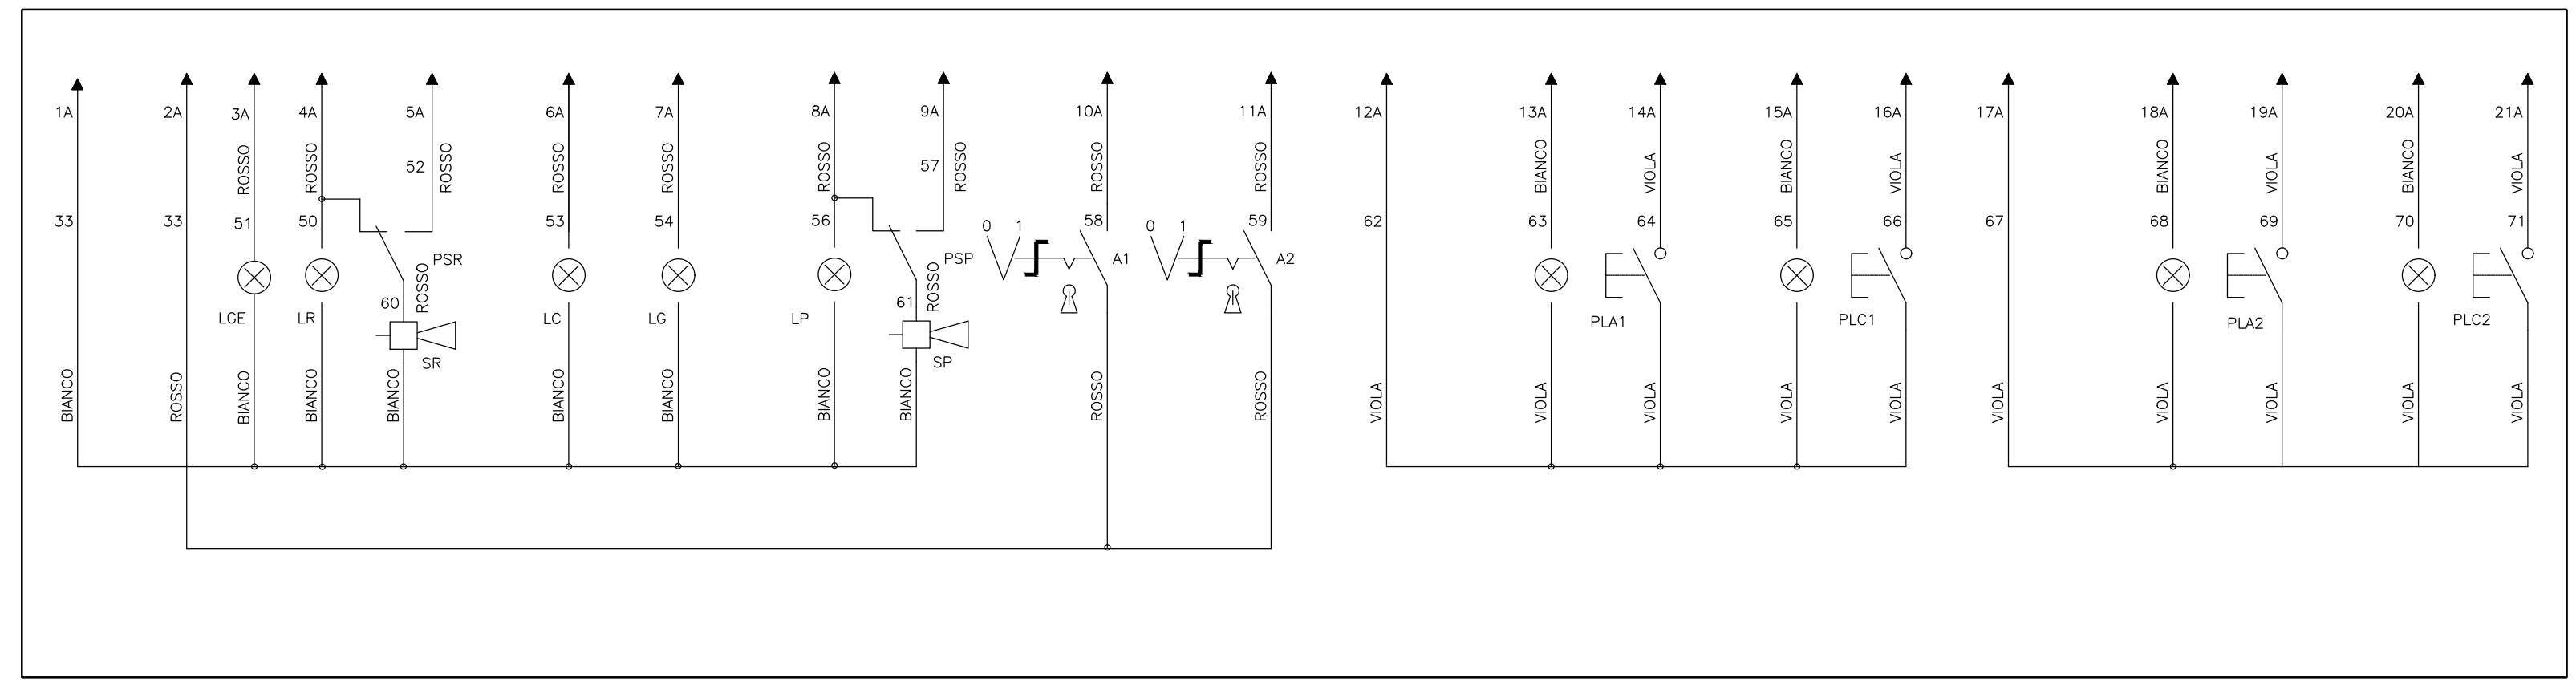 1A 2A 3A 4A 5A 6A 7A 8A 9A 10A 11A 12A 13A 14A 15A 16A 17A 18A 19A 20A 21A
ROSSO ROSSO 52 ROSSO ROSSO ROSSO ROSSO 57 ROSSO ROSSO ROSSO BIANCO VIOLA BIANCO VIOLA BIANCO VIOLA BIANCO VIOLA
33 33 51 50 53 54 56 0 1 58 0 1 59 62 63 64 65 66 67 68 69 70 71
PSR PSP A1 A2
60 ROSSO 61 ROSSO
LGE LR LC LG LP PLA1 PLC1 PLA2 PLC2
SR SP
BIANCO ROSSO BIANCO BIANCO BIANCO BIANCO BIANCO BIANCO BIANCO ROSSO ROSSO VIOLA VIOLA VIOLA VIOLA VIOLA VIOLA VIOLA VIOLA VIOLA VIOLA